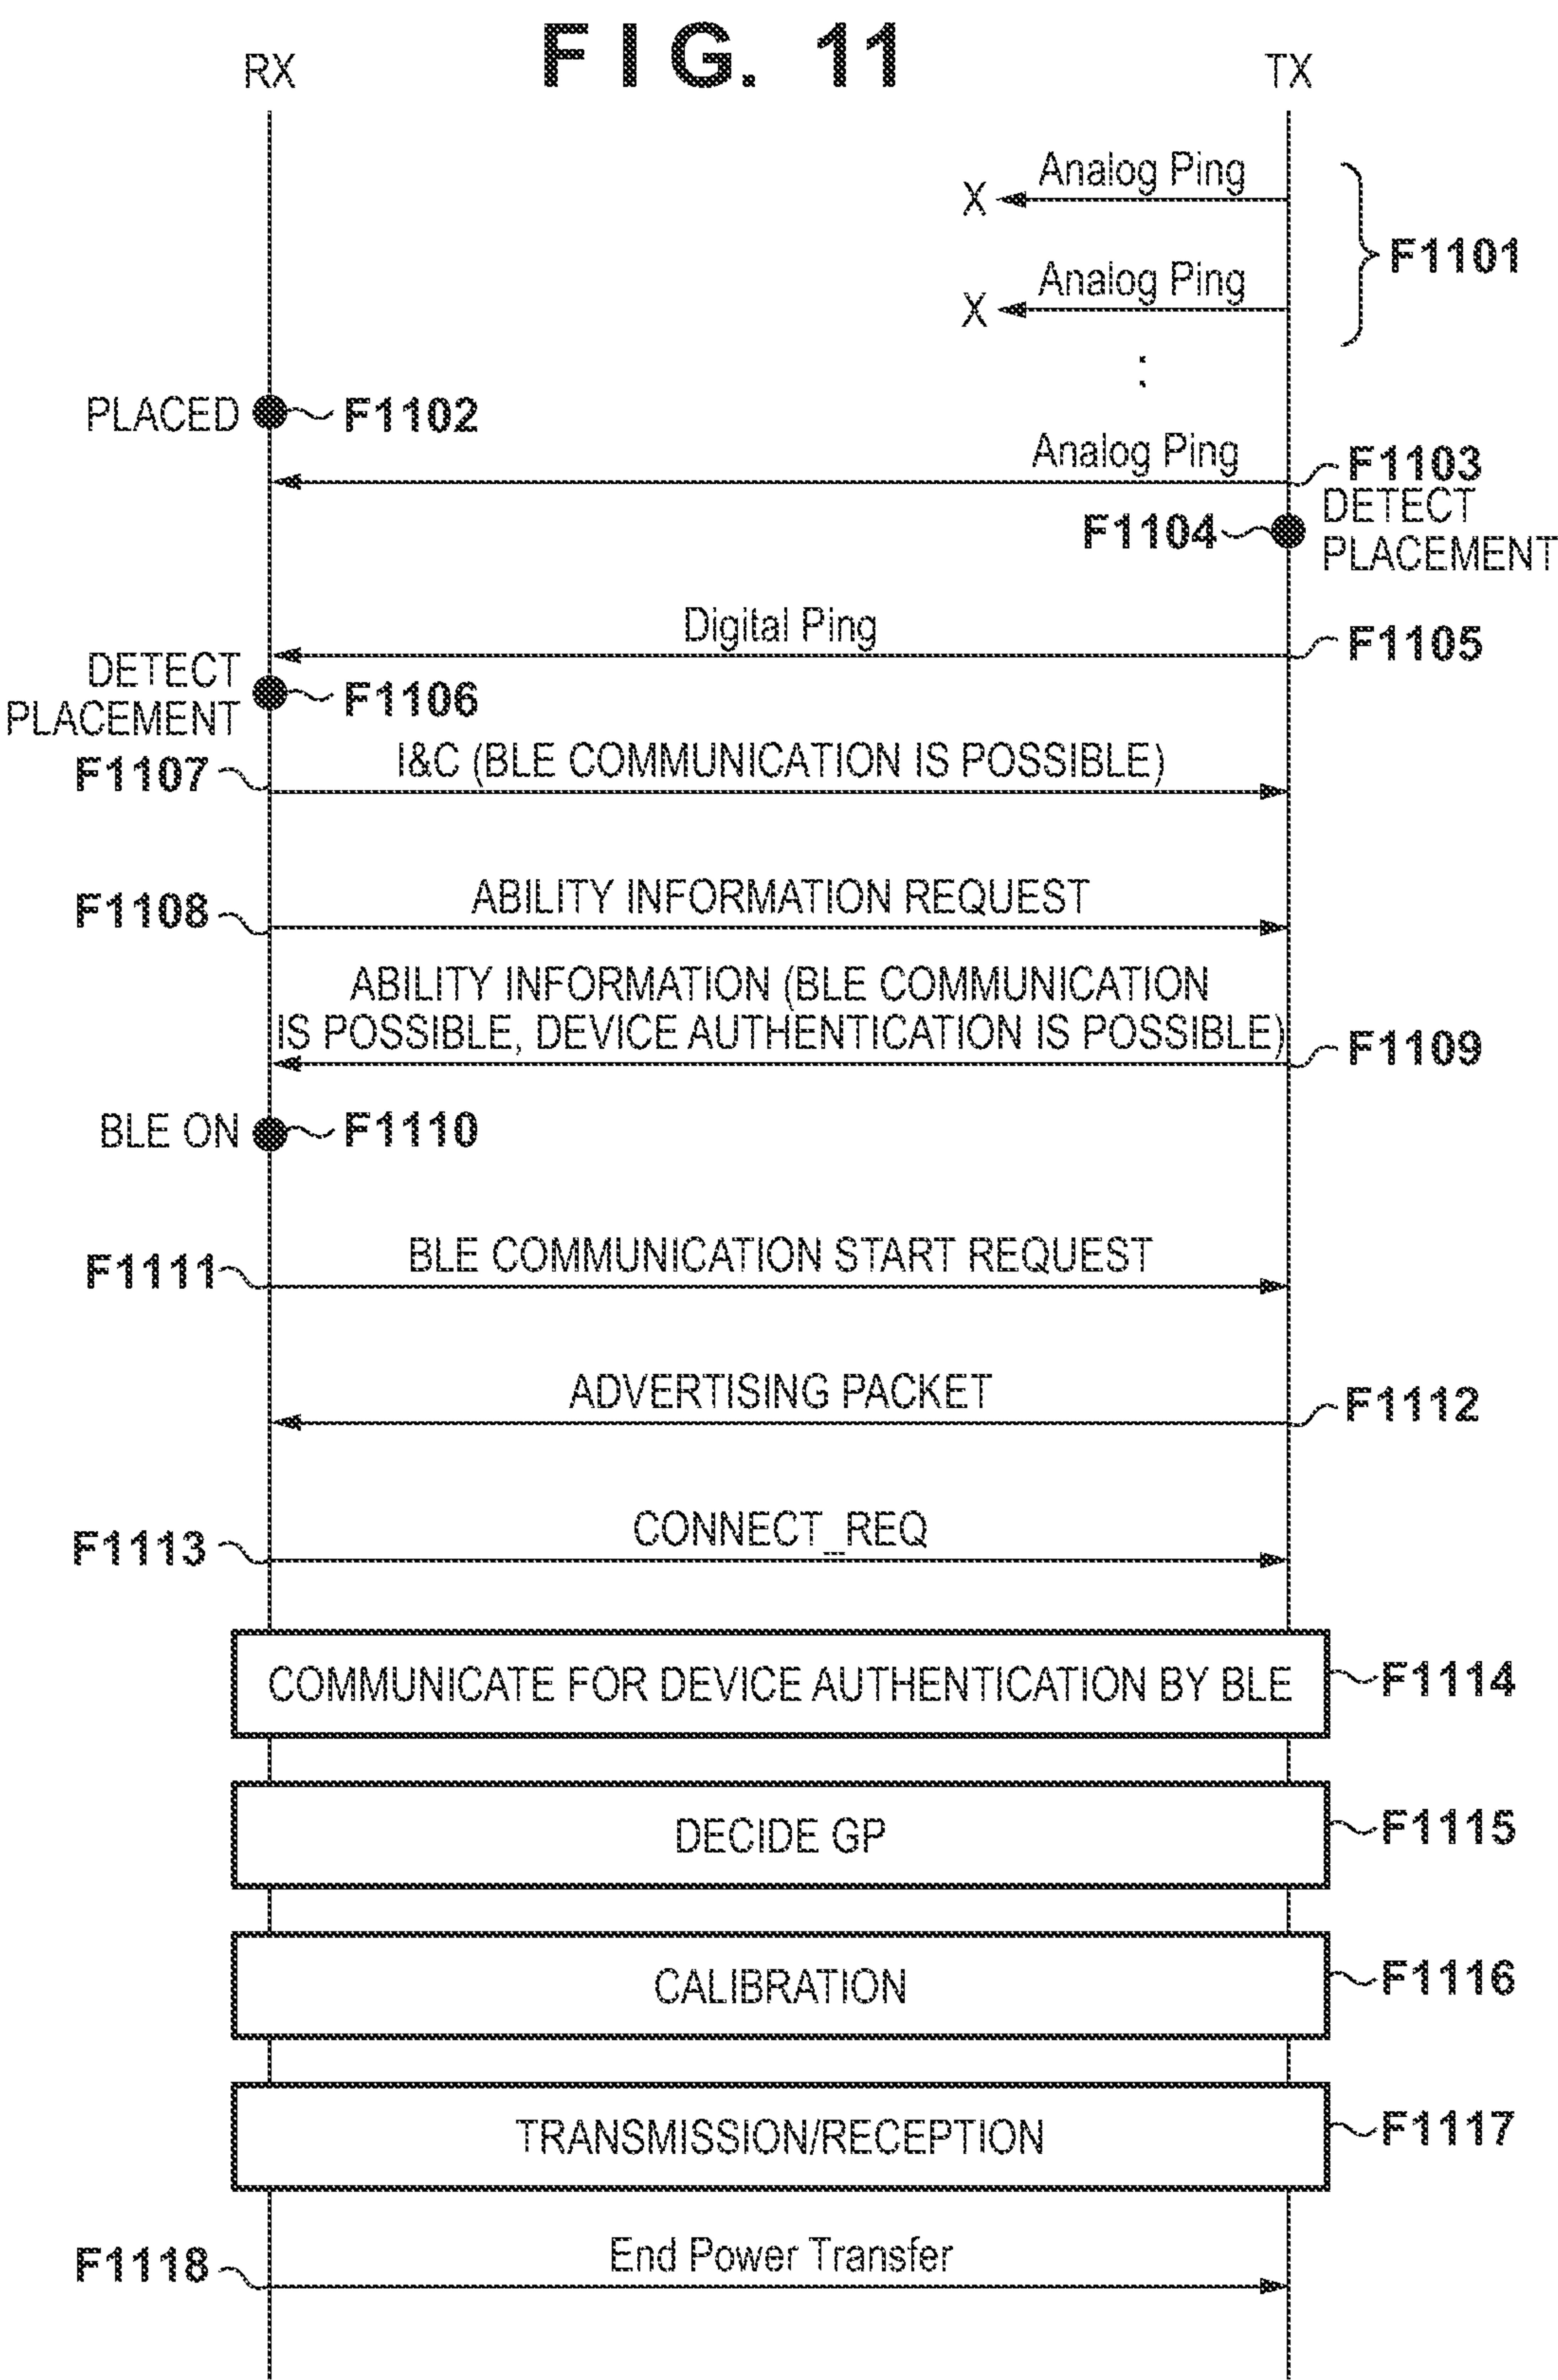 FIG. 11
RX
TX
Analog Ping
X
F1101
Analog Ping
X
:
PLACED
F1102
Analog Ping
F1103
F1104
DETECT
PLACEMENT
Digital Ping
F1105
DETECT
PLACEMENT
F1106
F1107
I&C (BLE COMMUNICATION IS POSSIBLE)
F1108
ABILITY INFORMATION REQUEST
ABILITY INFORMATION (BLE COMMUNICATION
IS POSSIBLE, DEVICE AUTHENTICATION IS POSSIBLE)
F1109
BLE ON
F1110
F1111
BLE COMMUNICATION START REQUEST
ADVERTISING PACKET
F1112
F1113
CONNECT_REQ
COMMUNICATE FOR DEVICE AUTHENTICATION BY BLE
F1114
DECIDE GP
F1115
CALIBRATION
F1116
TRANSMISSION/RECEPTION
F1117
F1118
End Power Transfer